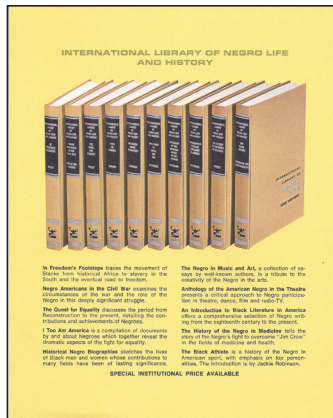 INTERNATIONAL LIBRARY OF NEGRO LIFE
AND HISTORY
INTERNATIONAL
LIBRARY OF
AND HISTORY
In Freedom's Footsteps traces the movement of
Blacks from historical Africa to slavery in the
South and the eventual road to freedom.
Negro Americans in the Civil War examines the
circumstances of the war and the role of the
Negro in this deeply significant struggle.
The Quest for Equality discusses the period from
Reconstruction to the present, detailing the con-
tributions and achievements of Negroes.
I Too Am America is a compilation of documents
by and about Negroes which together reveal the
dramatic aspects of the fight for equality.
Historical Negro Biographies sketches the lives
of Black men and women whose contributions to
many fields have been of lasting significance.
The Negro in Music and Art, a collection of es-
says by well-known authors, is a tribute to the
creativity of the Negro in the arts.
Anthology of the American Negro in the Theatre
presents a critical approach to Negro participa-
tion in theatre, dance, film and radio-TV.
An Introduction to Black Literature in America
offers a comprehensive selection of Negro writ-
ing from the eighteenth century to the present.
The History of the Negro in Medicine tells the
story of the Negro's fight to overcome "Jim Crow"
in the fields of medicine and health.
The Black Athlete is a history of the Negro in
American sport, with emphasis on top person-
alities. The introduction is by Jackie Robinson.
SPECIAL INSTITUTIONAL PRICE AVAILABLE